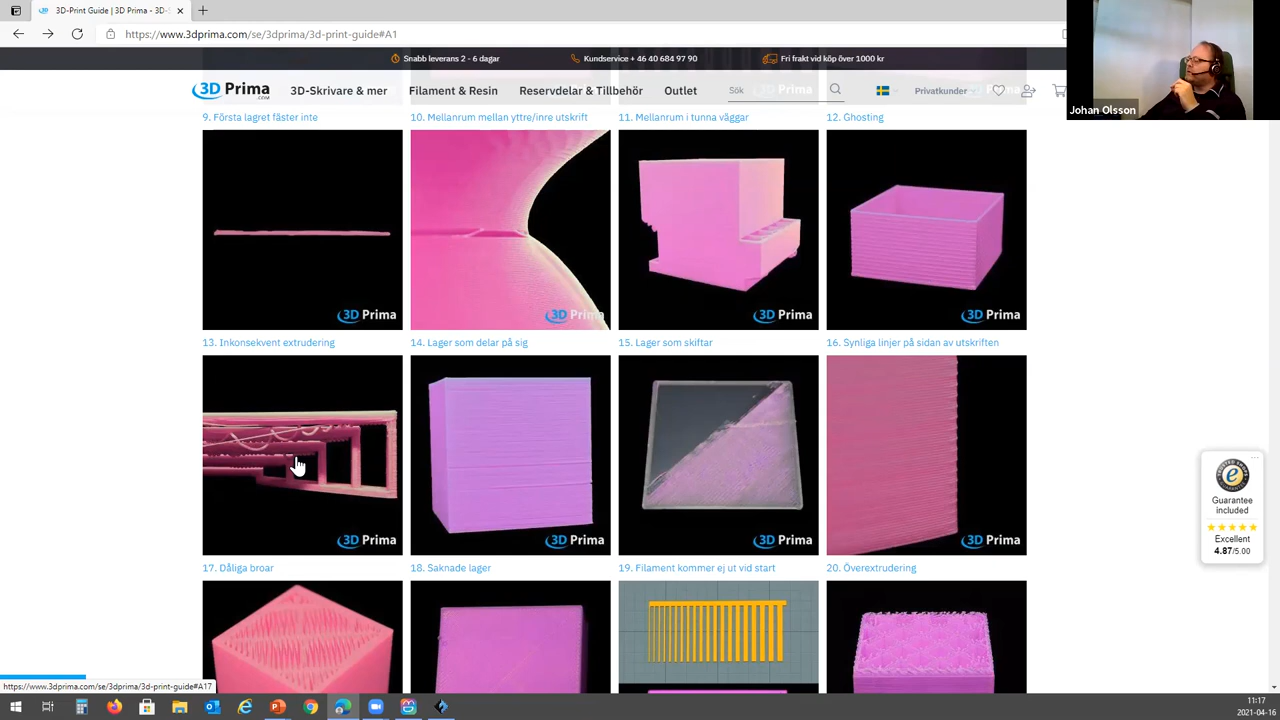 3D-Print Guide | 3D Prima - 3D-S
https://www.3dprima.com/se/3dprima/3d-print-guide#A1
Snabb leverans 2 - 6 dagar
Kundservice + 46 40 684 97 90
Fri frakt vid köp över 1000 kr
3D Prima
.COM
3D-Skrivare & mer
Filament & Resin
Reservdelar & Tillbehör
Outlet
Sök
Privatkunder
Johan Olsson
9. Första lagret fäster inte
10. Mellanrum mellan yttre/inre utskrift
11. Mellanrum i tunna väggar
12. Ghosting
3D Prima
3D Prima
3D Prima
3D Prima
13. Inkonsekvent extrudering
14. Lager som delar på sig
15. Lager som skiftar
16. Synliga linjer på sidan av utskriften
3D Prima
3D Prima
3D Prima
3D Prima
17. Dåliga broar
18. Saknade lager
19. Filament kommer ej ut vid start
20. Överextrudering
Guarantee
included
Excellent
4.87/5.00
https://www.3dprima.com/se/3dprima/3d-print-guide#A17
11:17
2021-04-16